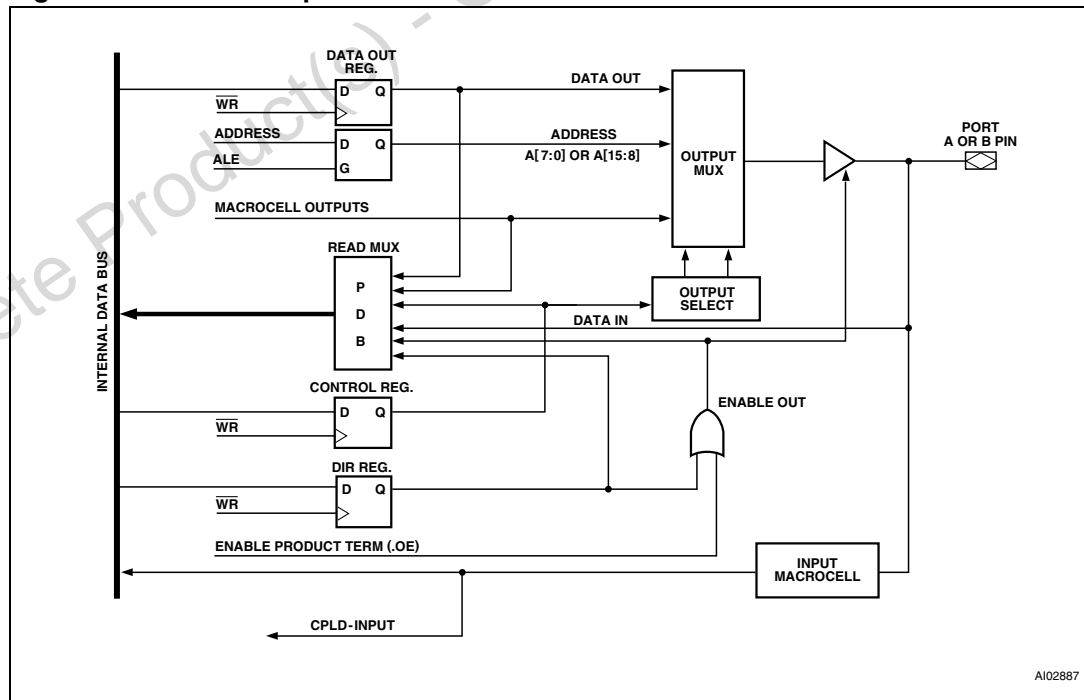 ete Product(s) -
DATA OUT
REG.
D Q
WR
DATA OUT
ADDRESS
ALE
D Q
G
ADDRESS
A[7:0] OR A[15:8]
OUTPUT
MUX
PORT
A OR B PIN
MACROCELL OUTPUTS
READ MUX
P
D
B
OUTPUT
SELECT
DATA IN
INTERNAL DATA BUS
CONTROL REG.
D Q
WR
ENABLE OUT
DIR REG.
D Q
WR
ENABLE PRODUCT TERM (.OE)
INPUT
MACROCELL
CPLD-INPUT
AI02887